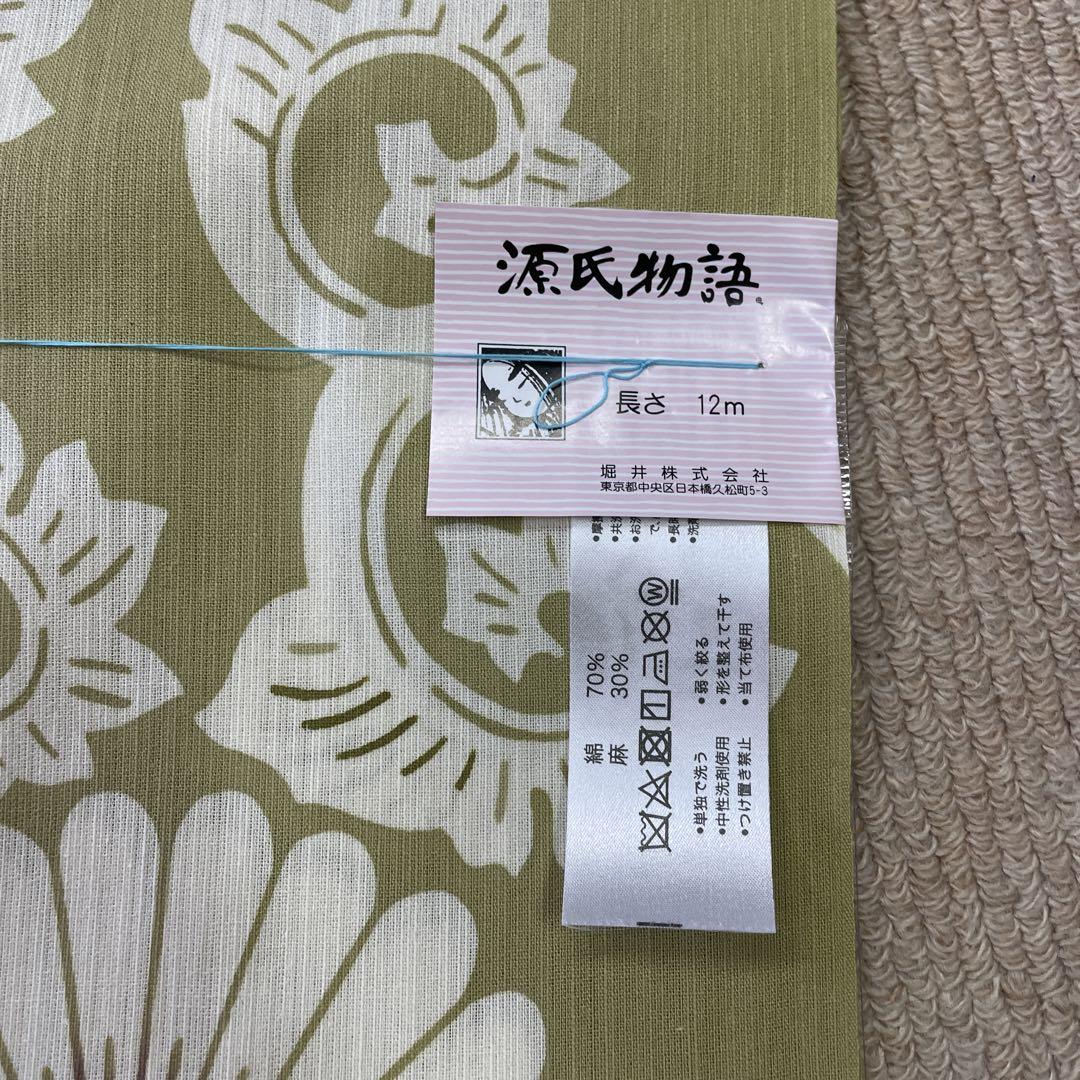 源氏物語
長さ 12m
堀井株式会社
東京都中央区日本橋久松町5-3
綿 70%
麻 30%
•単独で洗う •弱く絞る
•中性洗剤使用 •形を整えて干す
•つけ置き禁止 •当て布使用